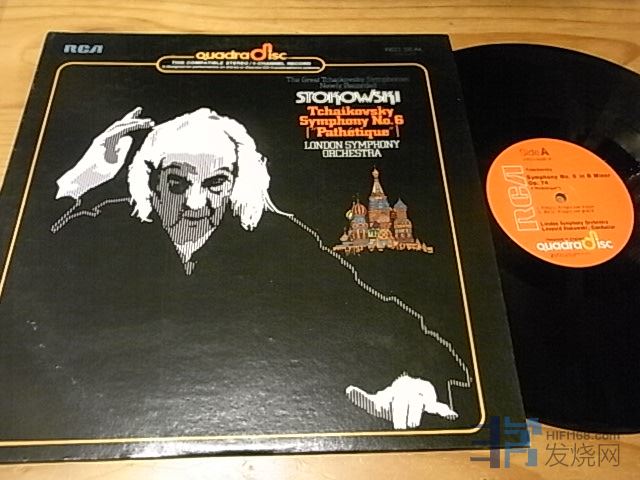 RCA
quadradisc
THIS COMPATIBLE STEREO/4-CHANNEL RECORD
The Great Tchaikovsky Symphonies
Newly Recorded
STOKOWSKI
Tchaikovsky
Symphony No. 6
("Pathétique")
LONDON SYMPHONY
ORCHESTRA
Side A
RCA
Tchaikovsky
Symphony No. 6 in B Minor
Op. 74
London Symphony Orchestra
Leopold Stokowski, Conductor
quadradisc
HIFI168.com
发烧网